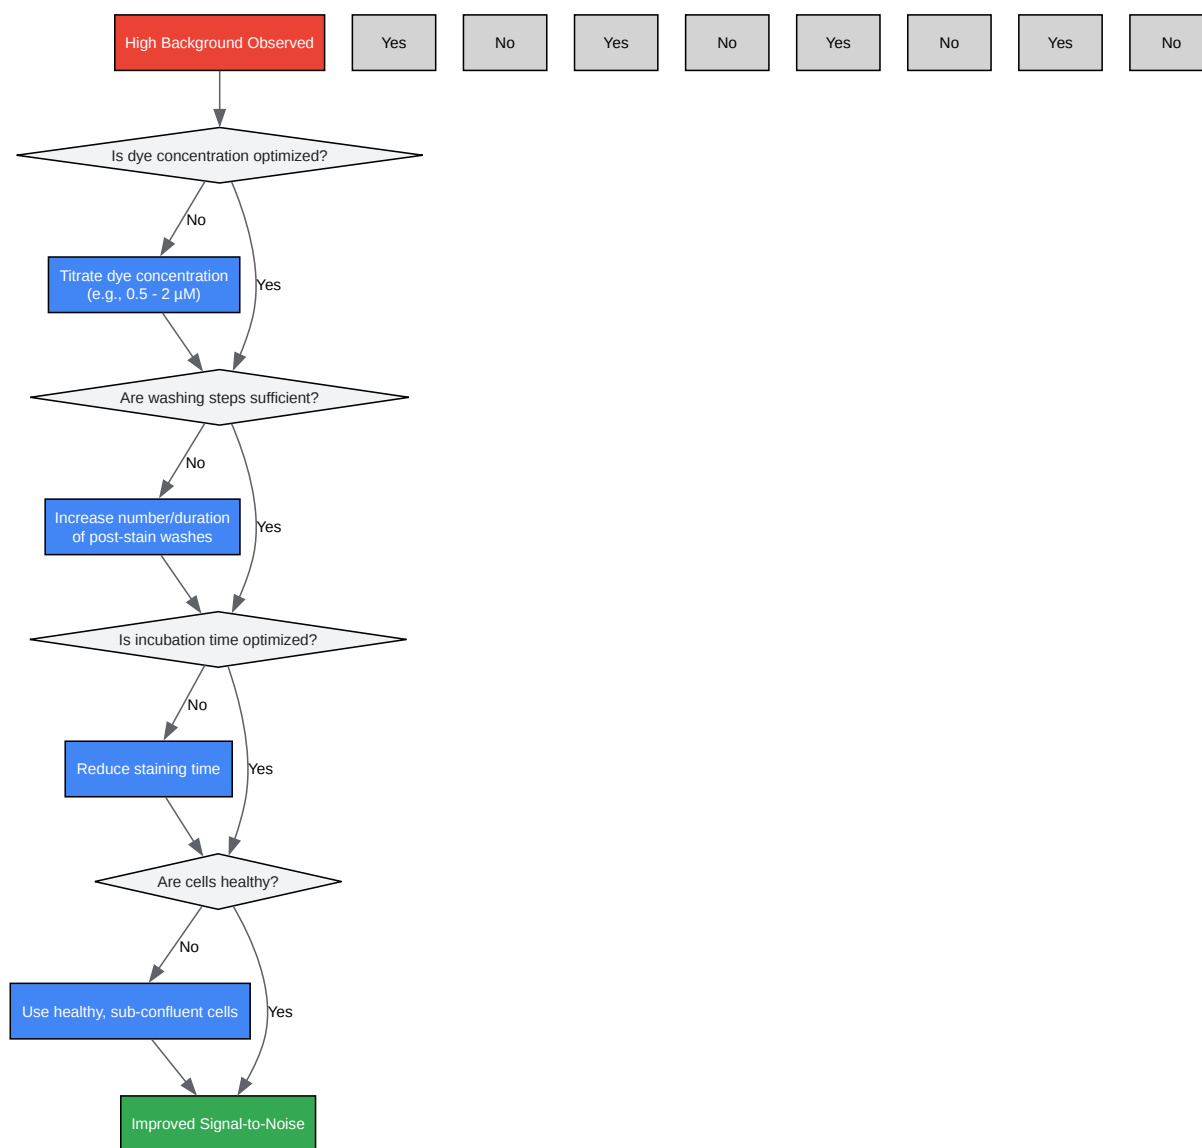 High Background Observed
Yes
No
Yes
No
Yes
No
Yes
No
Is dye concentration optimized?
No
Titrate dye concentration
(e.g., 0.5 - 2 µM)
Yes
Are washing steps sufficient?
No
Increase number/duration
of post-stain washes
Yes
Is incubation time optimized?
No
Reduce staining time
Yes
Are cells healthy?
No
Use healthy, sub-confluent cells
Yes
Improved Signal-to-Noise